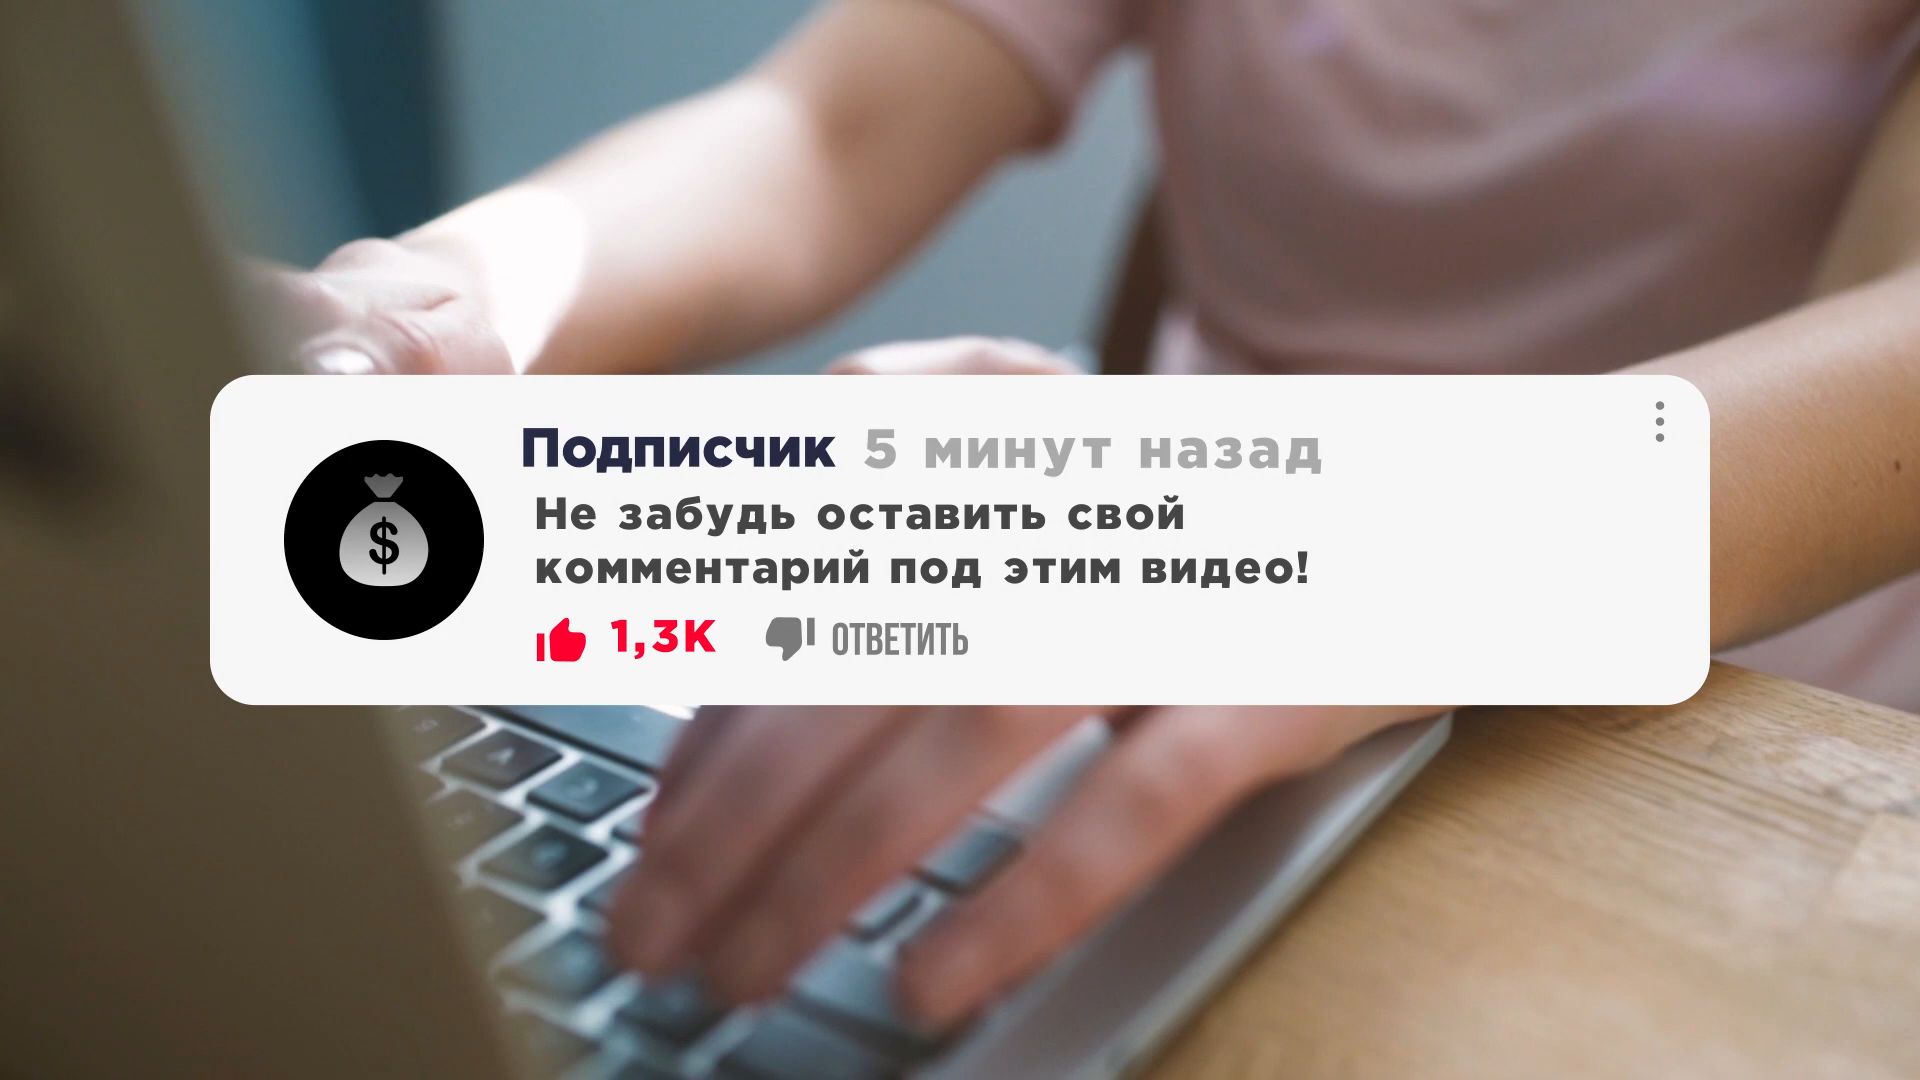 Подписчик 5 минут назад
Не забудь оставить свой
комментарий под этим видео!
1,3K ОТВЕТИТЬ
$